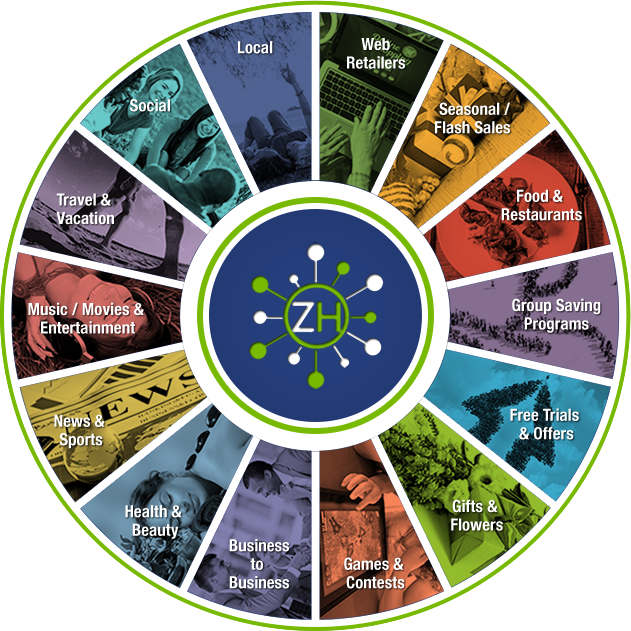 Local
Web
Retailers
Seasonal /
Flash Sales
Food &
Restaurants
Group Saving
Programs
Free Trials
& Offers
Gifts &
Flowers
Games &
Contests
Business
to
Business
Health &
Beauty
News &
Sports
Music / Movies &
Entertainment
Travel &
Vacation
Social
ZH
EWS